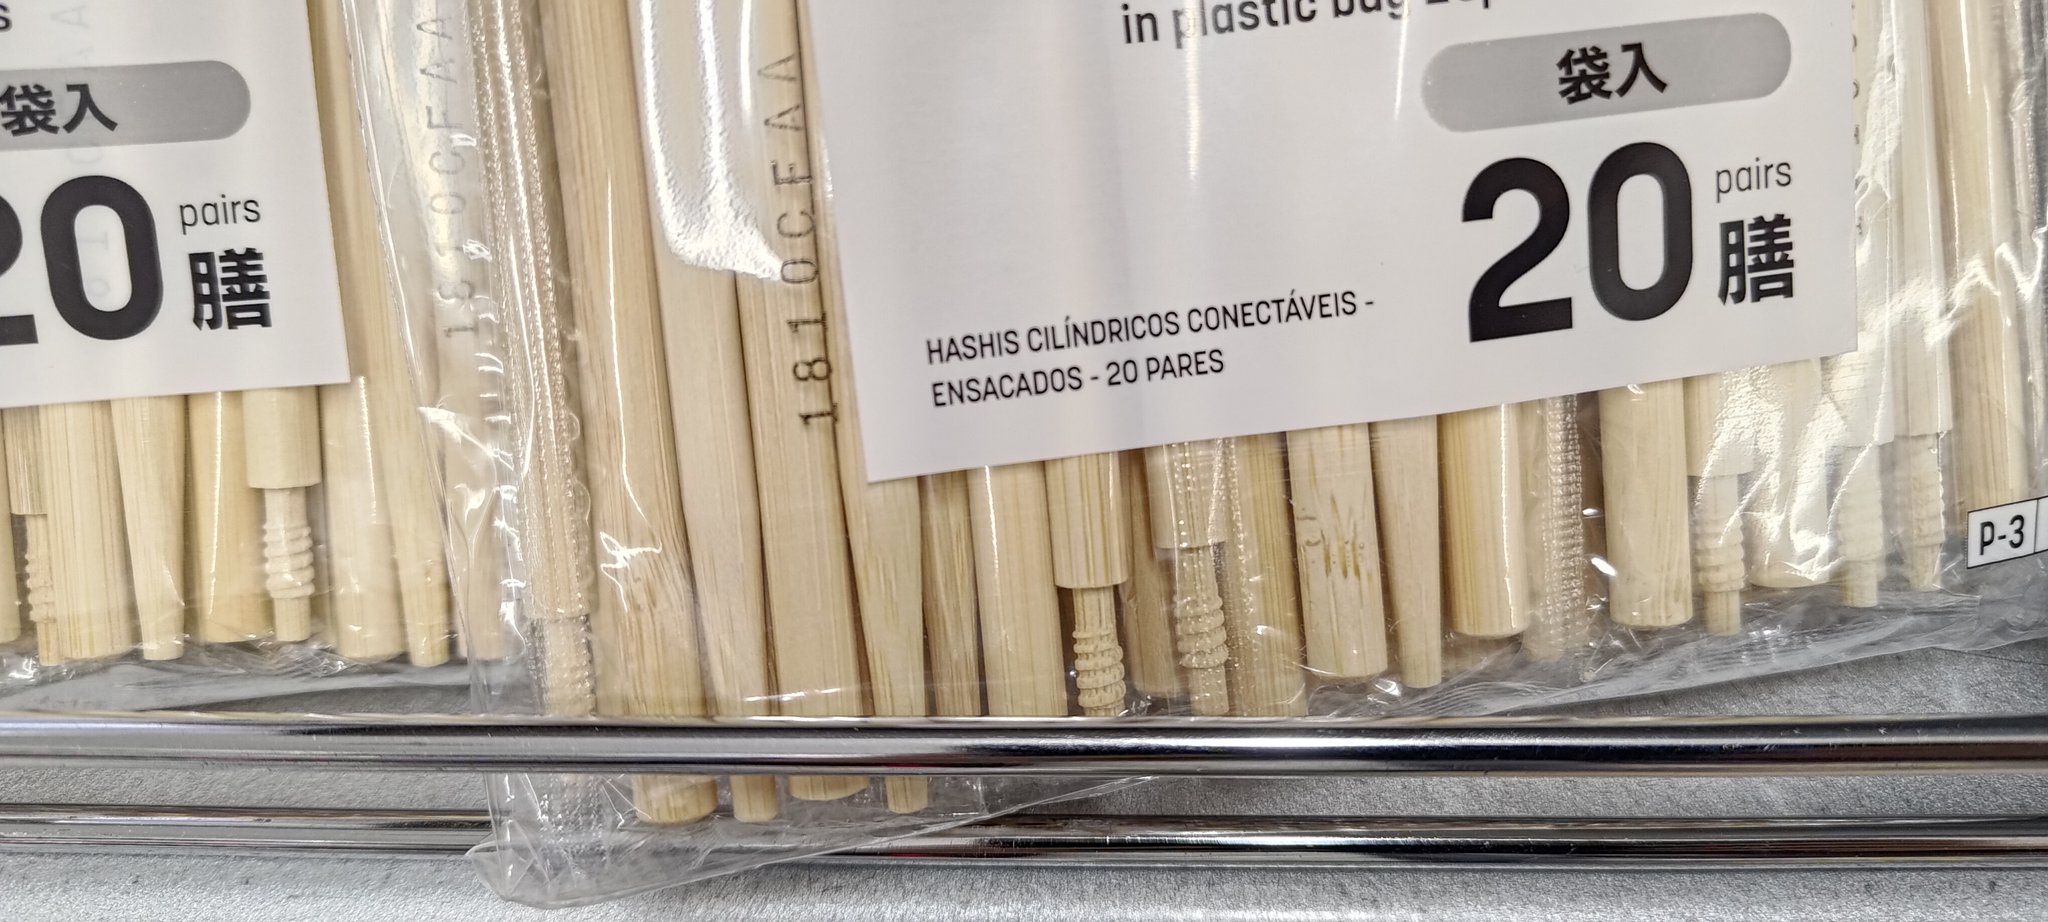 袋入
20
pairs
膳
1810CFAA
1810CFAA
in plastic bag
袋入
20
pairs
膳
HASHIS CILÍNDRICOS CONECTÁVEIS -
ENSACADOS - 20 PARES
P-3